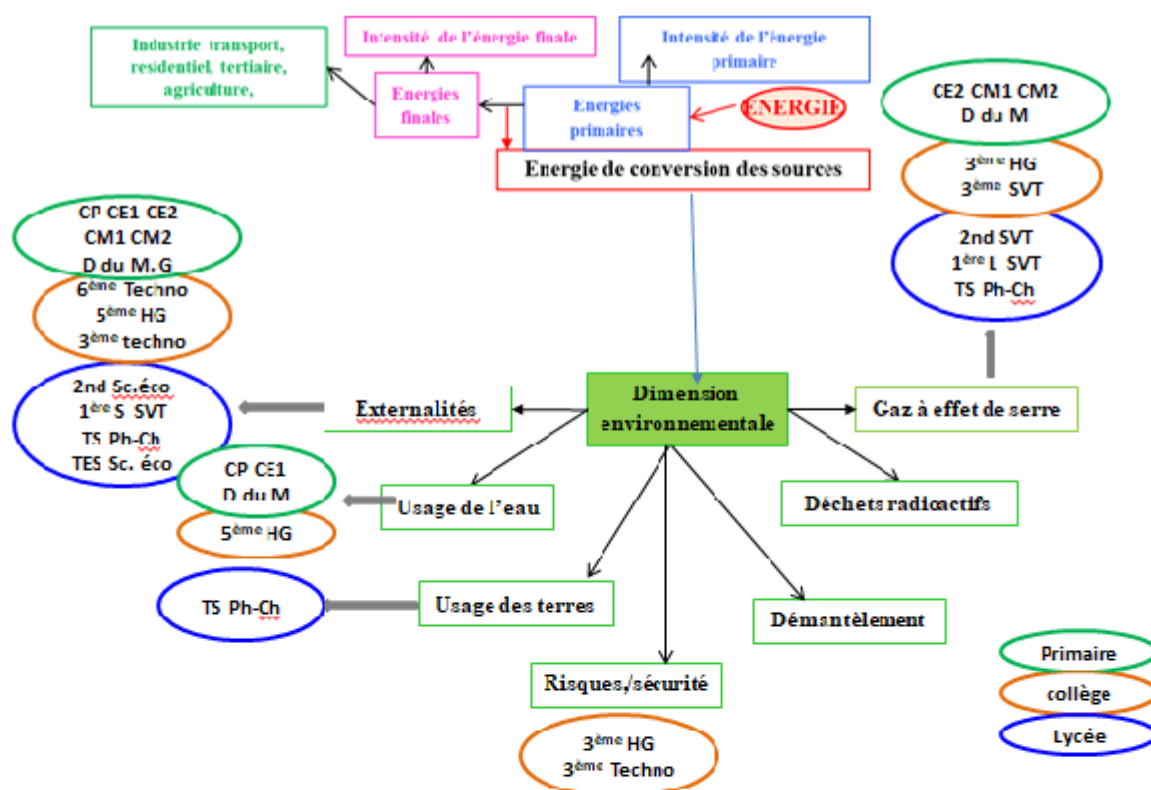 Industrie transport,
residentiel, tertiaire,
agriculture,
Intensité de l'énergie finale
Intensité de l'énergie
primaire
Energies
finales
Energies
primaires
ENERGIE
Energie de conversion des sources
CE2 CM1 CM2
D du M
3ème HG
3ème SVT
2nd SVT
1ère L SVT
TS Ph-Ch
CP CE1 CE2
CM1 CM2
D du M.G
6ème Techno
5ème HG
3ème techno
2nd Sc.éco
1ère S SVT
TS Ph-Ch
TES Sc. éco
Externalités
Dimension
environnementale
Gaz à effet de serre
CP CE1
D du M
5ème HG
Usage de l'eau
Déchets radioactifs
TS Ph-Ch
Usage des terres
Démantèlement
Risques,/sécurité
3ème HG
3ème Techno
Primaire
collège
Lycée